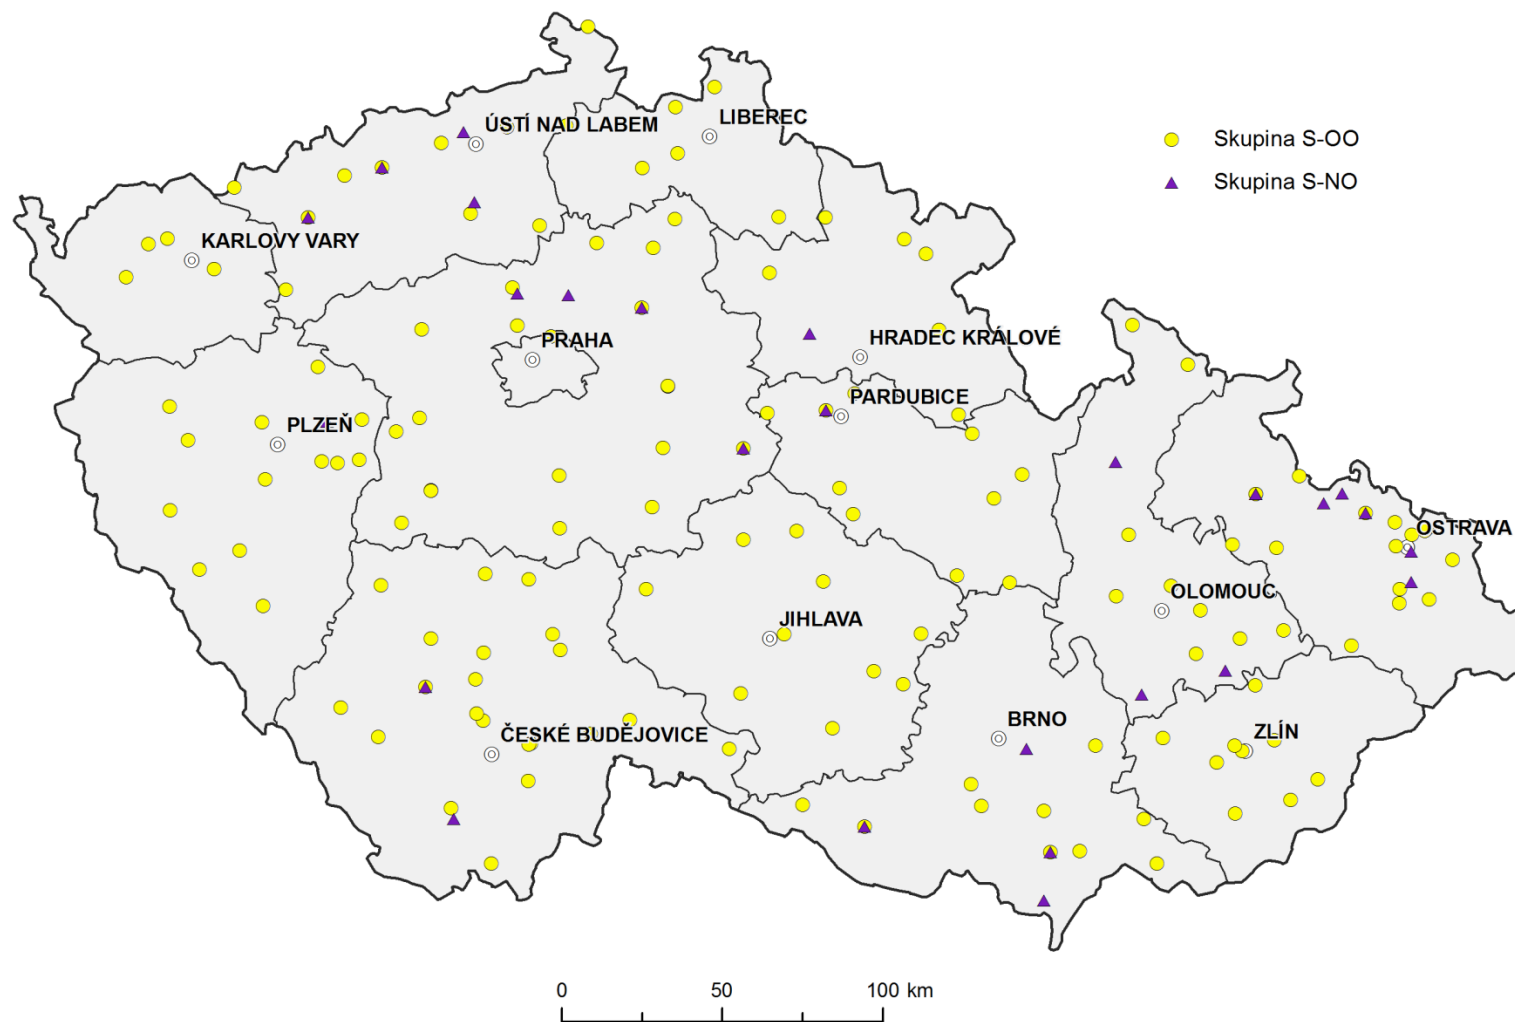 ÚSTÍ NAD LABEM
LIBEREC
Skupina S-OO
Skupina S-NO
KARLOVY VARY
PRAHA
HRADEC KRÁLOVÉ
PARDUBICE
PLZEŇ
OSTRAVA
OLOMOUC
JIHLAVA
BRNO
ČESKÉ BUDĚJOVICE
ZLÍN
0 50 100 km